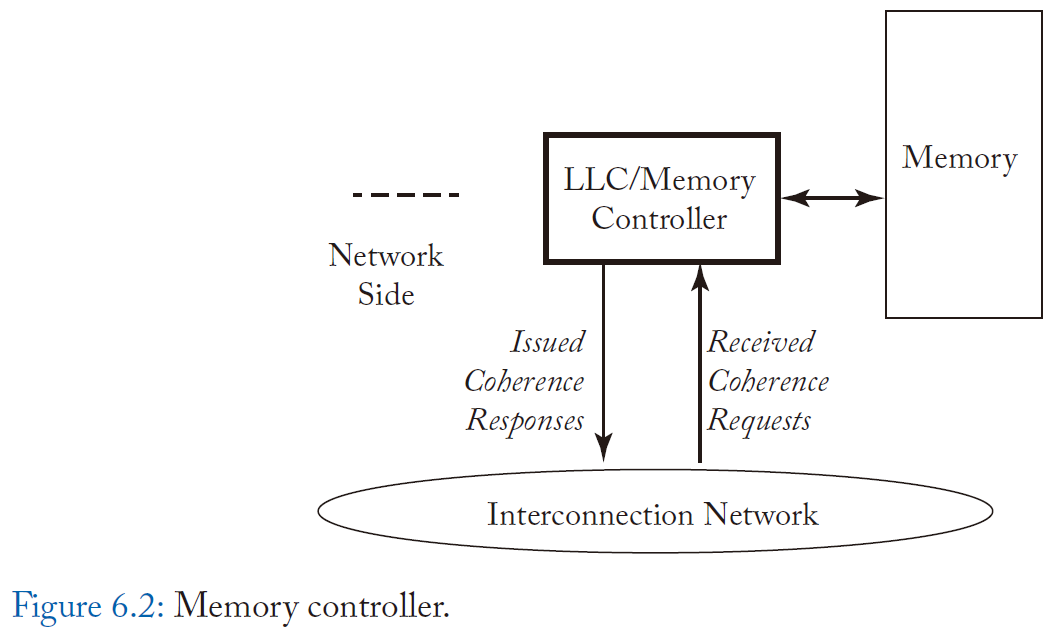 Memory
LLC/Memory
Controller
Network
Side
Issued
Coherence
Responses
Received
Coherence
Requests
Interconnection Network
Figure 6.2: Memory controller.